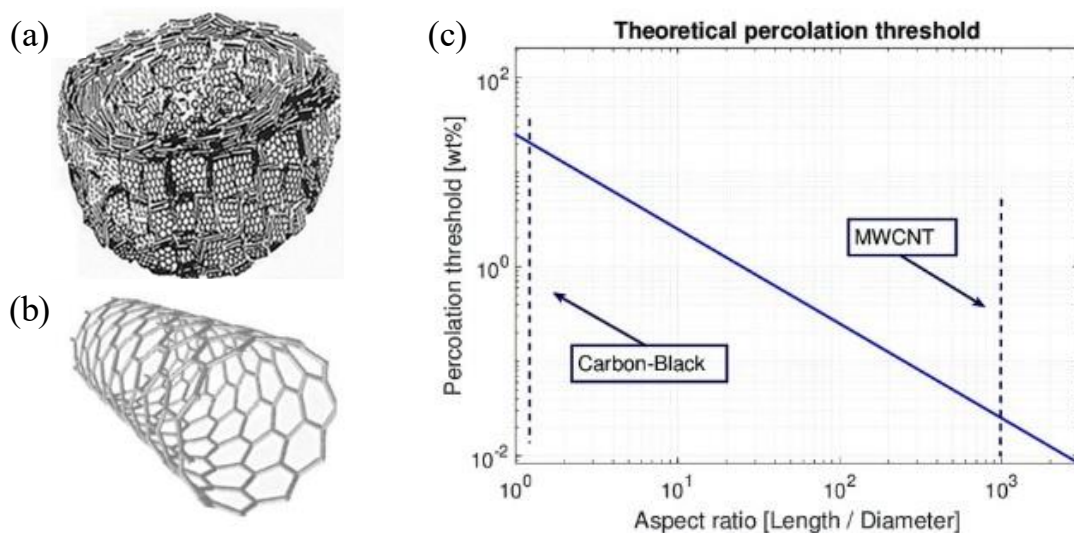 (a)
(b)
(c)
Theoretical percolation threshold
Percolation threshold [wt%]
10²
10⁰
10⁻²
MWCNT
Carbon-Black
10⁰
10¹
10²
10³
Aspect ratio [Length / Diameter]